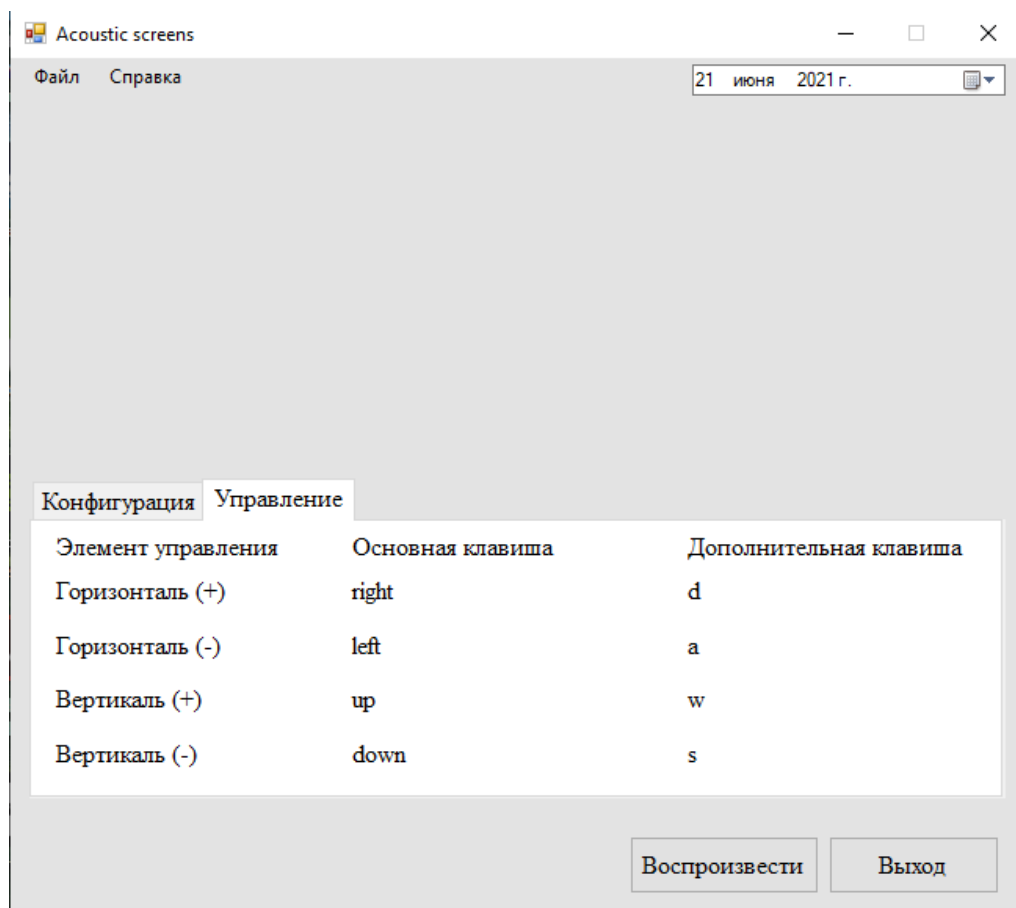 Acoustic screens
Файл Справка 21 июня 2021 г.
Конфигурация Управление
Элемент управления Основная клавиша Дополнительная клавиша
Горизонталь (+) right d
Горизонталь (-) left a
Вертикаль (+) up w
Вертикаль (-) down s
Воспроизвести Выход